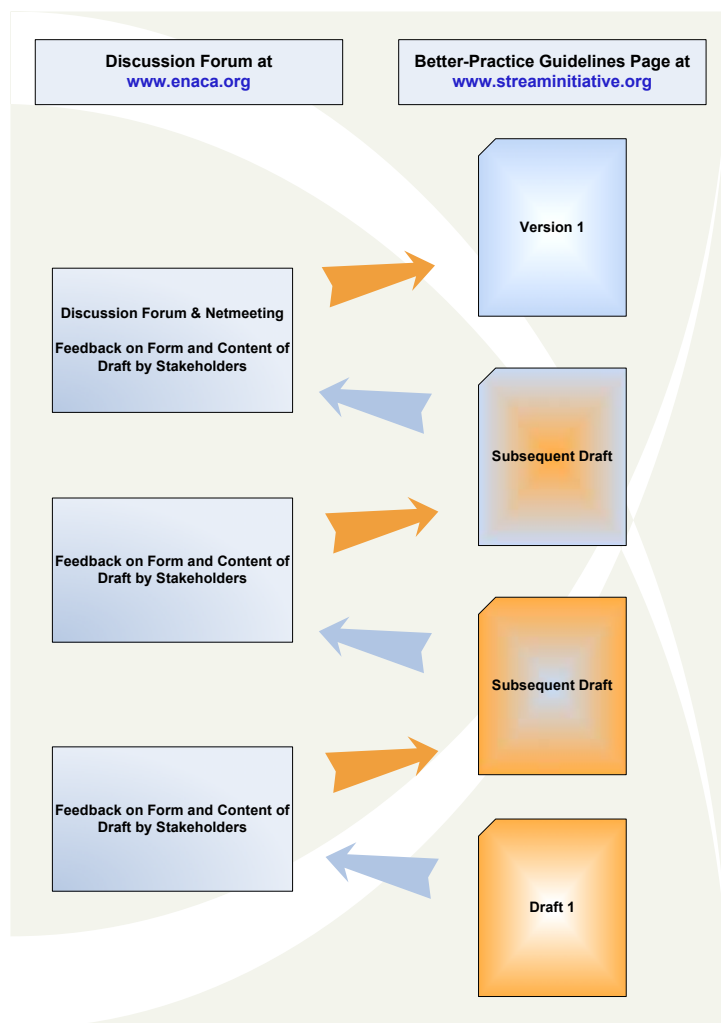 Discussion Forum at
www.enaca.org
Better-Practice Guidelines Page at
www.streaminitiative.org
Version 1
Discussion Forum & Netmeeting
Feedback on Form and Content of
Draft by Stakeholders
Subsequent Draft
Feedback on Form and Content of
Draft by Stakeholders
Subsequent Draft
Feedback on Form and Content of
Draft by Stakeholders
Draft 1